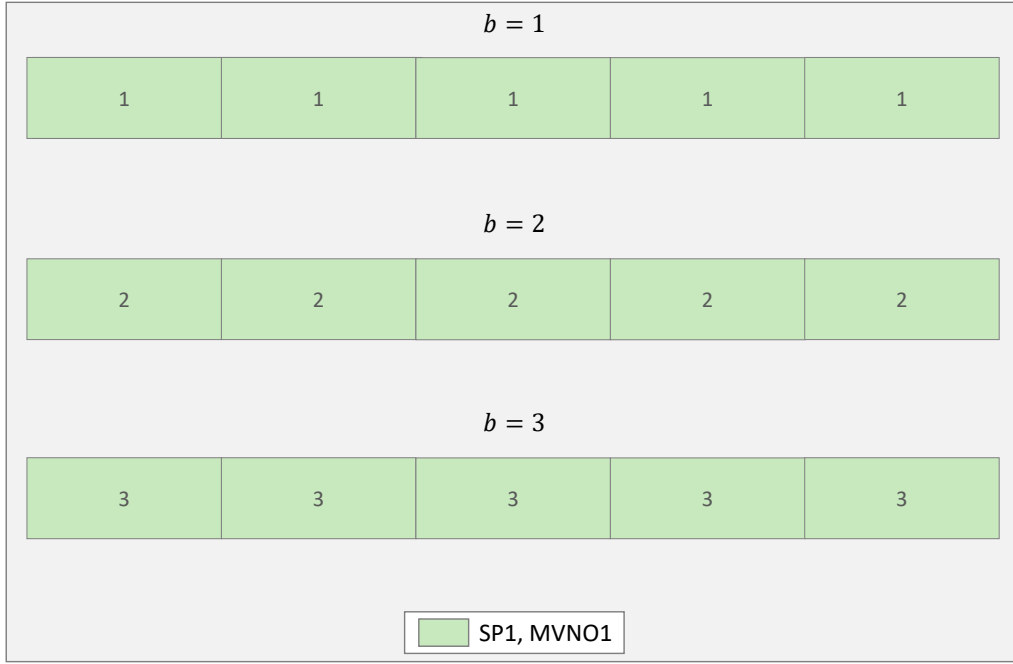 b = 1
1 1 1 1 1
b = 2
2 2 2 2 2
b = 3
3 3 3 3 3
SP1, MVNO1